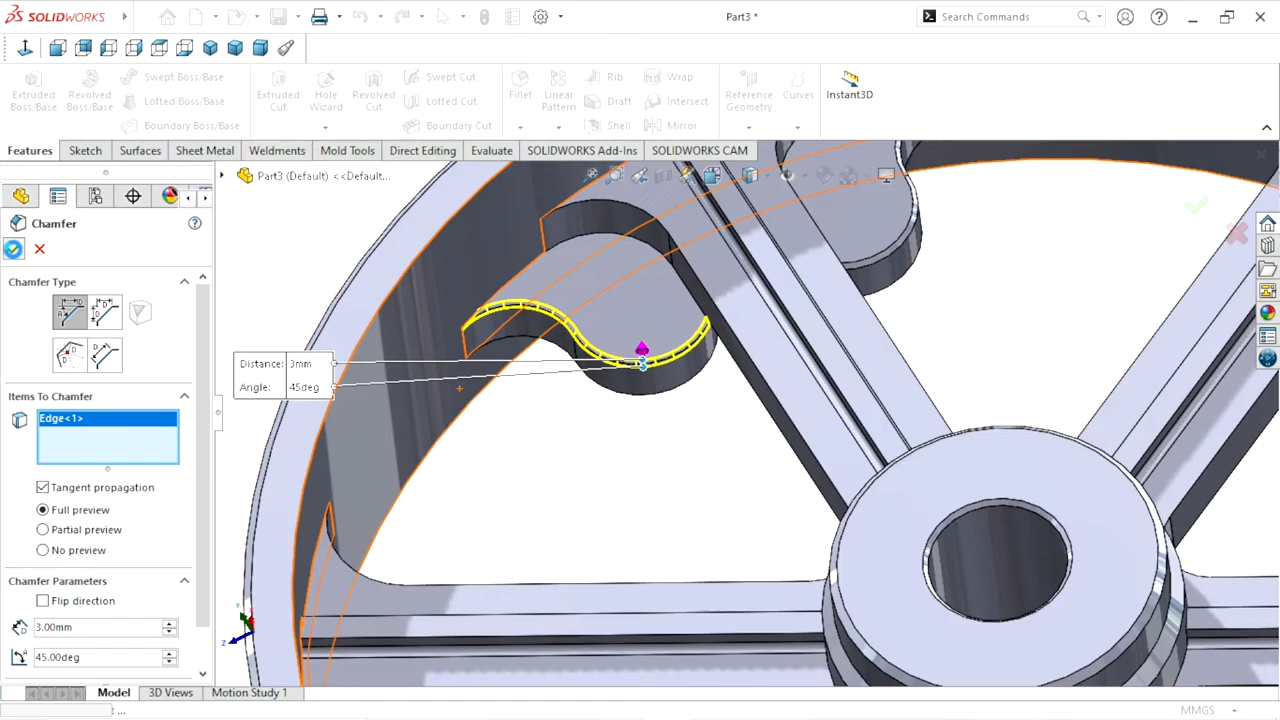 SOLIDWORKS
Part3 *
Search Commands
Extruded Boss/Base
Revolved Boss/Base
Swept Boss/Base
Lofted Boss/Base
Boundary Boss/Base
Extruded Cut
Hole Wizard
Revolved Cut
Swept Cut
Lofted Cut
Boundary Cut
Fillet
Linear Pattern
Rib
Draft
Shell
Wrap
Intersect
Mirror
Reference Geometry
Curves
Instant3D
Features Sketch Surfaces Sheet Metal Weldments Mold Tools Direct Editing Evaluate SOLIDWORKS Add-Ins SOLIDWORKS CAM
Part3 (Default) <<Default...
Chamfer
Chamfer Type
Distance: 3mm
Angle: 45deg
Items To Chamfer
Edge<1>
Tangent propagation
Full preview
Partial preview
No preview
Chamfer Parameters
Flip direction
3.00mm
45.00deg
Y
Z
Model 3D Views Motion Study 1
MMGS